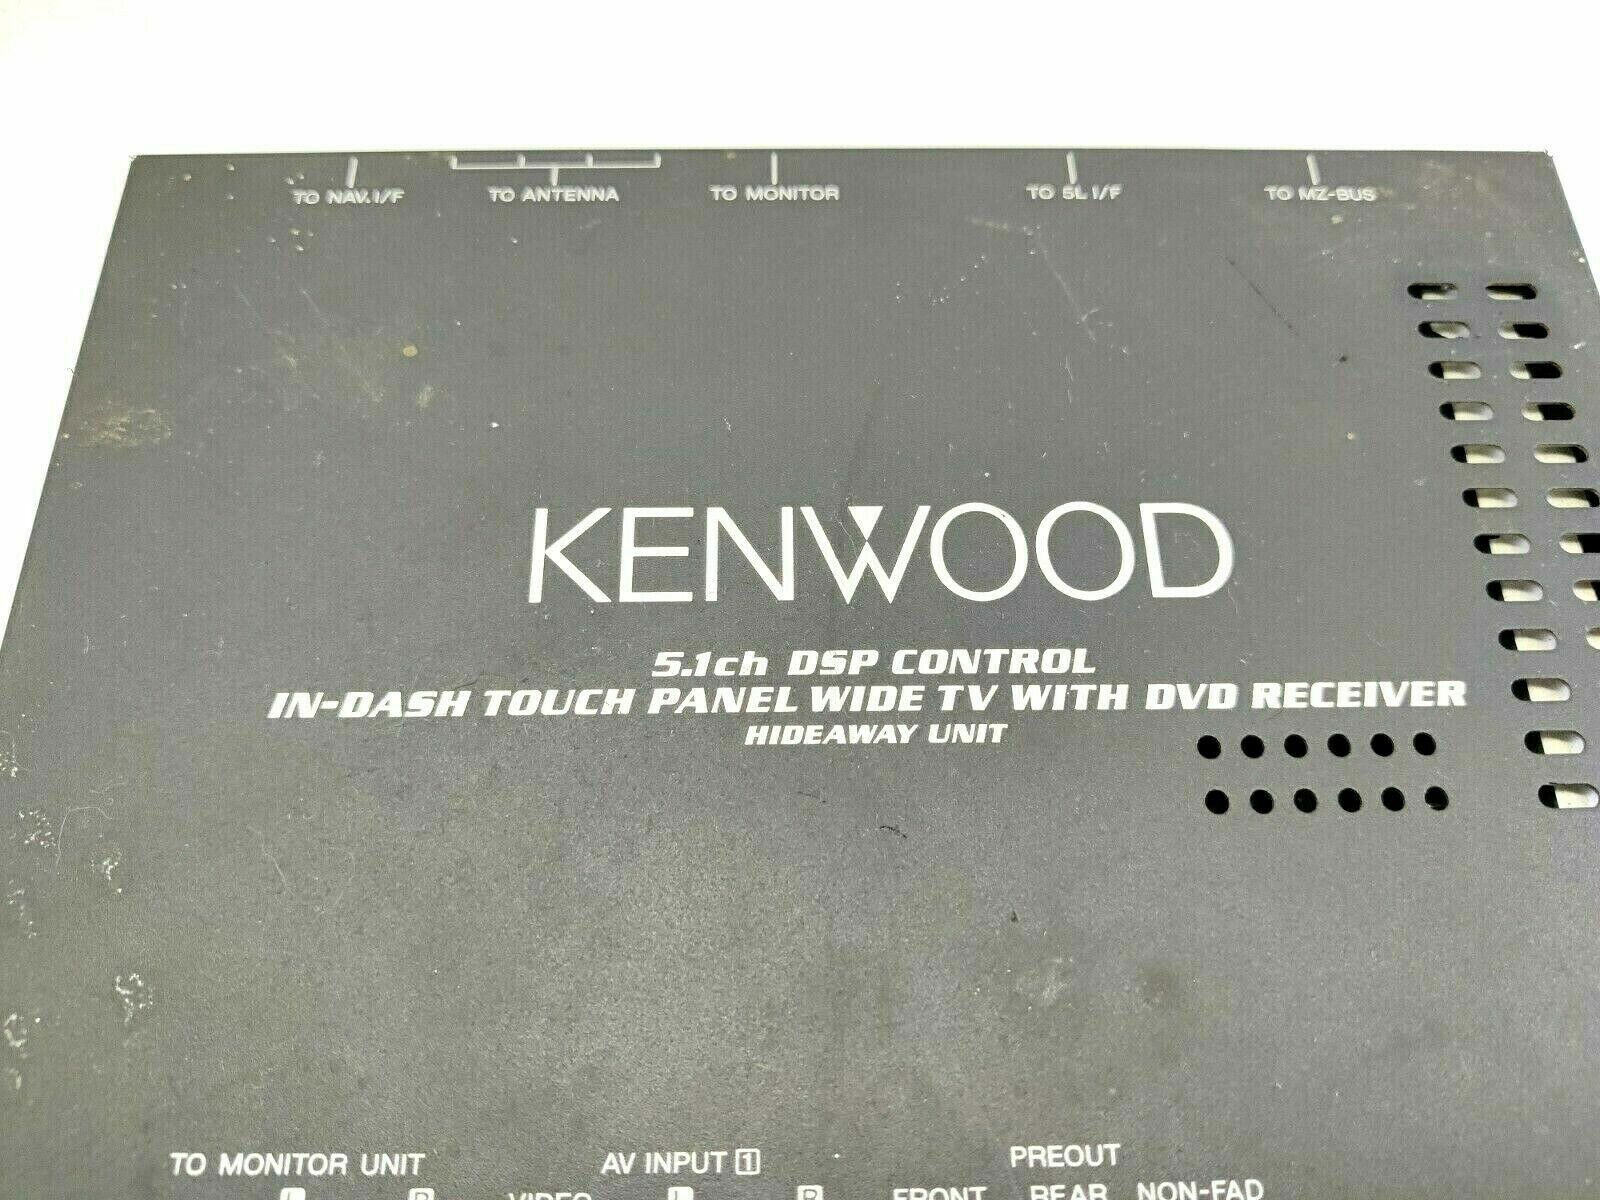 TO NAV. I/F TO ANTENNA TO MONITOR TO 5L I/F TO MZ-BUS
KENWOOD
5.1ch DSP CONTROL
IN-DASH TOUCH PANEL WIDE TV WITH DVD RECEIVER
HIDEAWAY UNIT
TO MONITOR UNIT AV INPUT 1 PREOUT
L R VIDEO L R FRONT REAR NON-FAD